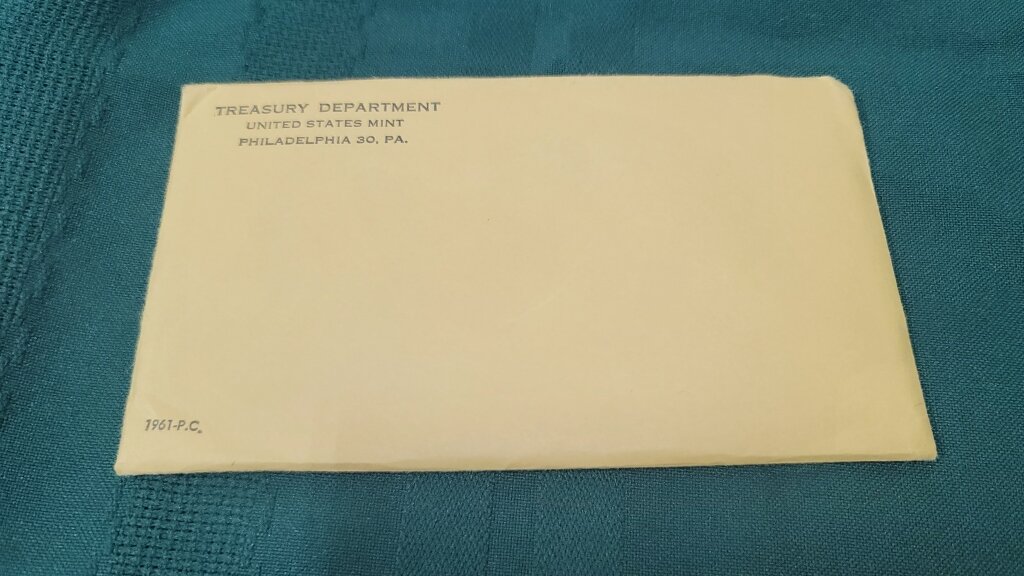 TREASURY DEPARTMENT
UNITED STATES MINT
PHILADELPHIA 30, PA.
1961-P.C.